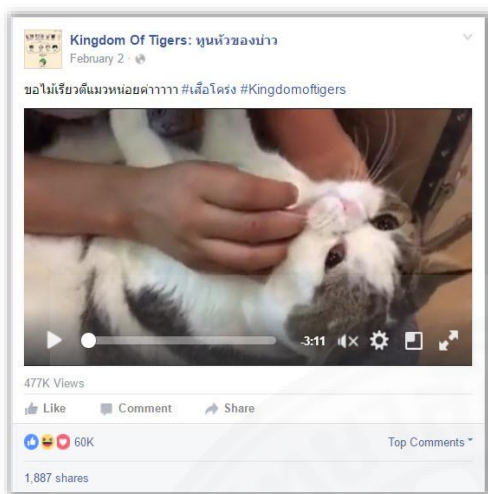 Kingdom Of Tigers: ทูนหัวของบ่าว
February 2
ขอไม้เรียวตีแมวหน่อยค่าาาาา #เสือโคร่ง #Kingdomoftigers
-3:11
477K Views
Like Comment Share
60K Top Comments
1,887 shares